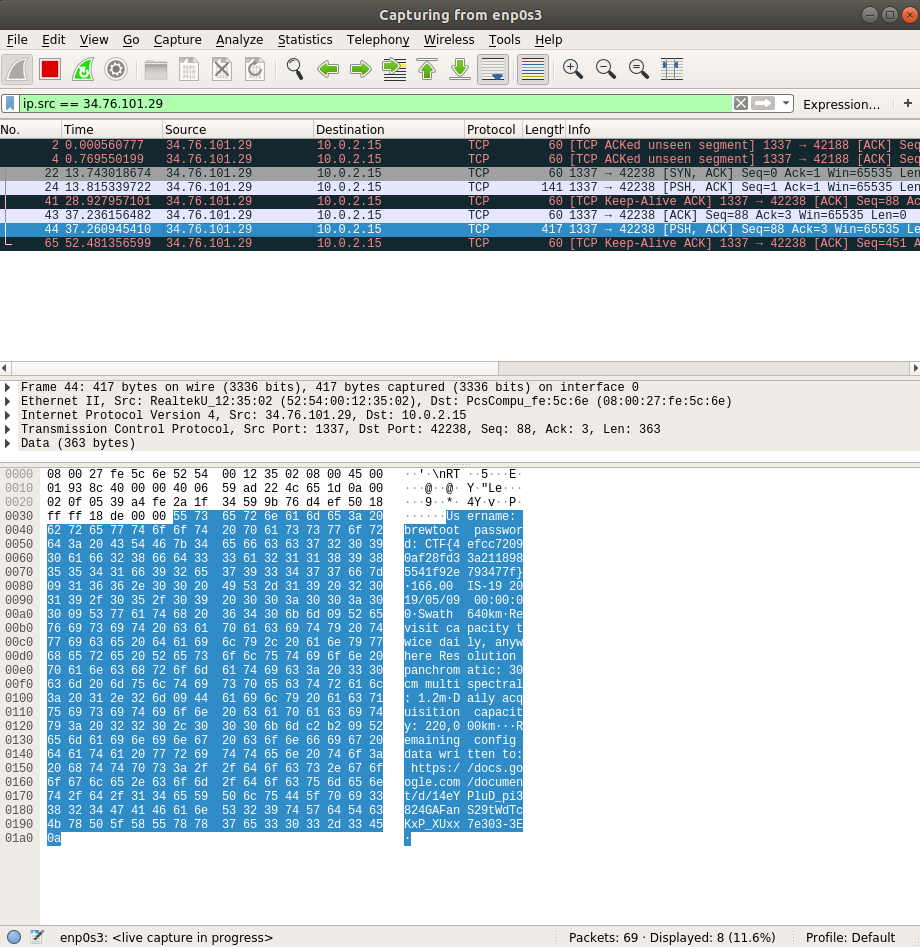 Capturing from enp0s3
File Edit View Go Capture Analyze Statistics Telephony Wireless Tools Help
ip.src == 34.76.101.29 Expression… +
No. Time Source Destination Protocol Length Info
2 0.000560777 34.76.101.29 10.0.2.15 TCP 60 [TCP ACKed unseen segment] 1337 → 42188 [ACK] Seq
4 0.769550199 34.76.101.29 10.0.2.15 TCP 60 [TCP ACKed unseen segment] 1337 → 42188 [ACK] Seq
22 13.743018674 34.76.101.29 10.0.2.15 TCP 60 1337 → 42238 [SYN, ACK] Seq=0 Ack=1 Win=65535 Len
24 13.815339722 34.76.101.29 10.0.2.15 TCP 141 1337 → 42238 [PSH, ACK] Seq=1 Ack=1 Win=65535 Le
41 28.927957101 34.76.101.29 10.0.2.15 TCP 60 [TCP Keep-Alive ACK] 1337 → 42238 [ACK] Seq=88 Ac
43 37.236156482 34.76.101.29 10.0.2.15 TCP 60 1337 → 42238 [ACK] Seq=88 Ack=3 Win=65535 Len=0
44 37.260945410 34.76.101.29 10.0.2.15 TCP 417 1337 → 42238 [PSH, ACK] Seq=88 Ack=3 Win=65535 Le
65 52.481356599 34.76.101.29 10.0.2.15 TCP 60 [TCP Keep-Alive ACK] 1337 → 42238 [ACK] Seq=451 A
Frame 44: 417 bytes on wire (3336 bits), 417 bytes captured (3336 bits) on interface 0
Ethernet II, Src: RealtekU_12:35:02 (52:54:00:12:35:02), Dst: PcsCompu_fe:5c:6e (08:00:27:fe:5c:6e)
Internet Protocol Version 4, Src: 34.76.101.29, Dst: 10.0.2.15
Transmission Control Protocol, Src Port: 1337, Dst Port: 42238, Seq: 88, Ack: 3, Len: 363
Data (363 bytes)
0000 08 00 27 fe 5c 6e 52 54 00 12 35 02 08 00 45 00 ··'·\nRT ··5···E·
0010 01 93 8c 40 00 00 40 06 59 ad 22 4c 65 1d 0a 00 ···@··@· Y·"Le···
0020 02 0f 05 39 a4 fe 2a 1f 34 59 9b 76 d4 ef 50 18 ···9··*· 4Y·v··P·
0030 ff ff 18 de 00 00 55 73 65 72 6e 61 6d 65 3a 20 ······Us ername:
0040 62 72 65 77 74 6f 6f 74 20 70 61 73 73 77 6f 72 brewtoot passwor
0050 64 3a 20 43 54 46 7b 34 65 66 63 63 37 32 30 39 d: CTF{4 efcc7209
0060 30 61 66 32 38 66 64 33 33 61 32 31 31 38 39 38 0af28fd3 3a211898
0070 35 35 34 31 66 39 32 65 37 39 33 34 37 37 66 7d 5541f92e 793477f}
0080 09 31 36 36 2e 30 30 20 49 53 2d 31 39 20 32 30 ·166.00 IS-19 20
0090 31 39 2f 30 35 2f 30 39 20 30 30 3a 30 30 3a 30 19/05/09 00:00:0
00a0 30 09 53 77 61 74 68 20 36 34 30 6b 6d 09 52 65 0·Swath 640km·Re
00b0 76 69 73 69 74 20 63 61 70 61 63 69 74 79 20 74 visit ca pacity t
00c0 77 69 63 65 20 64 61 69 6c 79 2c 20 61 6e 79 77 wice dai ly, anyw
00d0 68 65 72 65 20 52 65 73 6f 6c 75 74 69 6f 6e 20 here Res olution
00e0 70 61 6e 63 68 72 6f 6d 61 74 69 63 3a 20 33 30 panchrom atic: 30
00f0 63 6d 20 6d 75 6c 74 69 73 70 65 63 74 72 61 6c cm multi spectral
0100 3a 20 31 2e 32 6d 09 44 61 69 6c 79 20 61 63 71 : 1.2m·D aily acq
0110 75 69 73 69 74 69 6f 6e 20 63 61 70 61 63 69 74 uisition capacit
0120 79 3a 20 32 32 30 2c 30 30 30 6b 6d c2 b2 09 52 y: 220,0 00km···R
0130 65 6d 61 69 6e 69 6e 67 20 63 6f 6e 66 69 67 20 emaining config
0140 64 61 74 61 20 77 72 69 74 74 65 6e 20 74 6f 3a data wri tten to:
0150 20 68 74 74 70 73 3a 2f 2f 64 6f 63 73 2e 67 6f https:/ /docs.go
0160 6f 67 6c 65 2e 63 6f 6d 2f 64 6f 63 75 6d 65 6e ogle.com /documen
0170 74 2f 64 2f 31 34 65 59 50 6c 75 44 5f 70 69 33 t/d/14eY PluD_pi3
0180 38 32 34 47 41 46 61 6e 53 32 39 74 57 64 54 63 824GAFan S29tWdTc
0190 4b 78 50 5f 58 55 78 78 37 65 33 30 33 2d 33 45 KxP_XUxx 7e303-3E
01a0 0a ·
enp0s3: <live capture in progress> Packets: 69 · Displayed: 8 (11.6%) Profile: Default